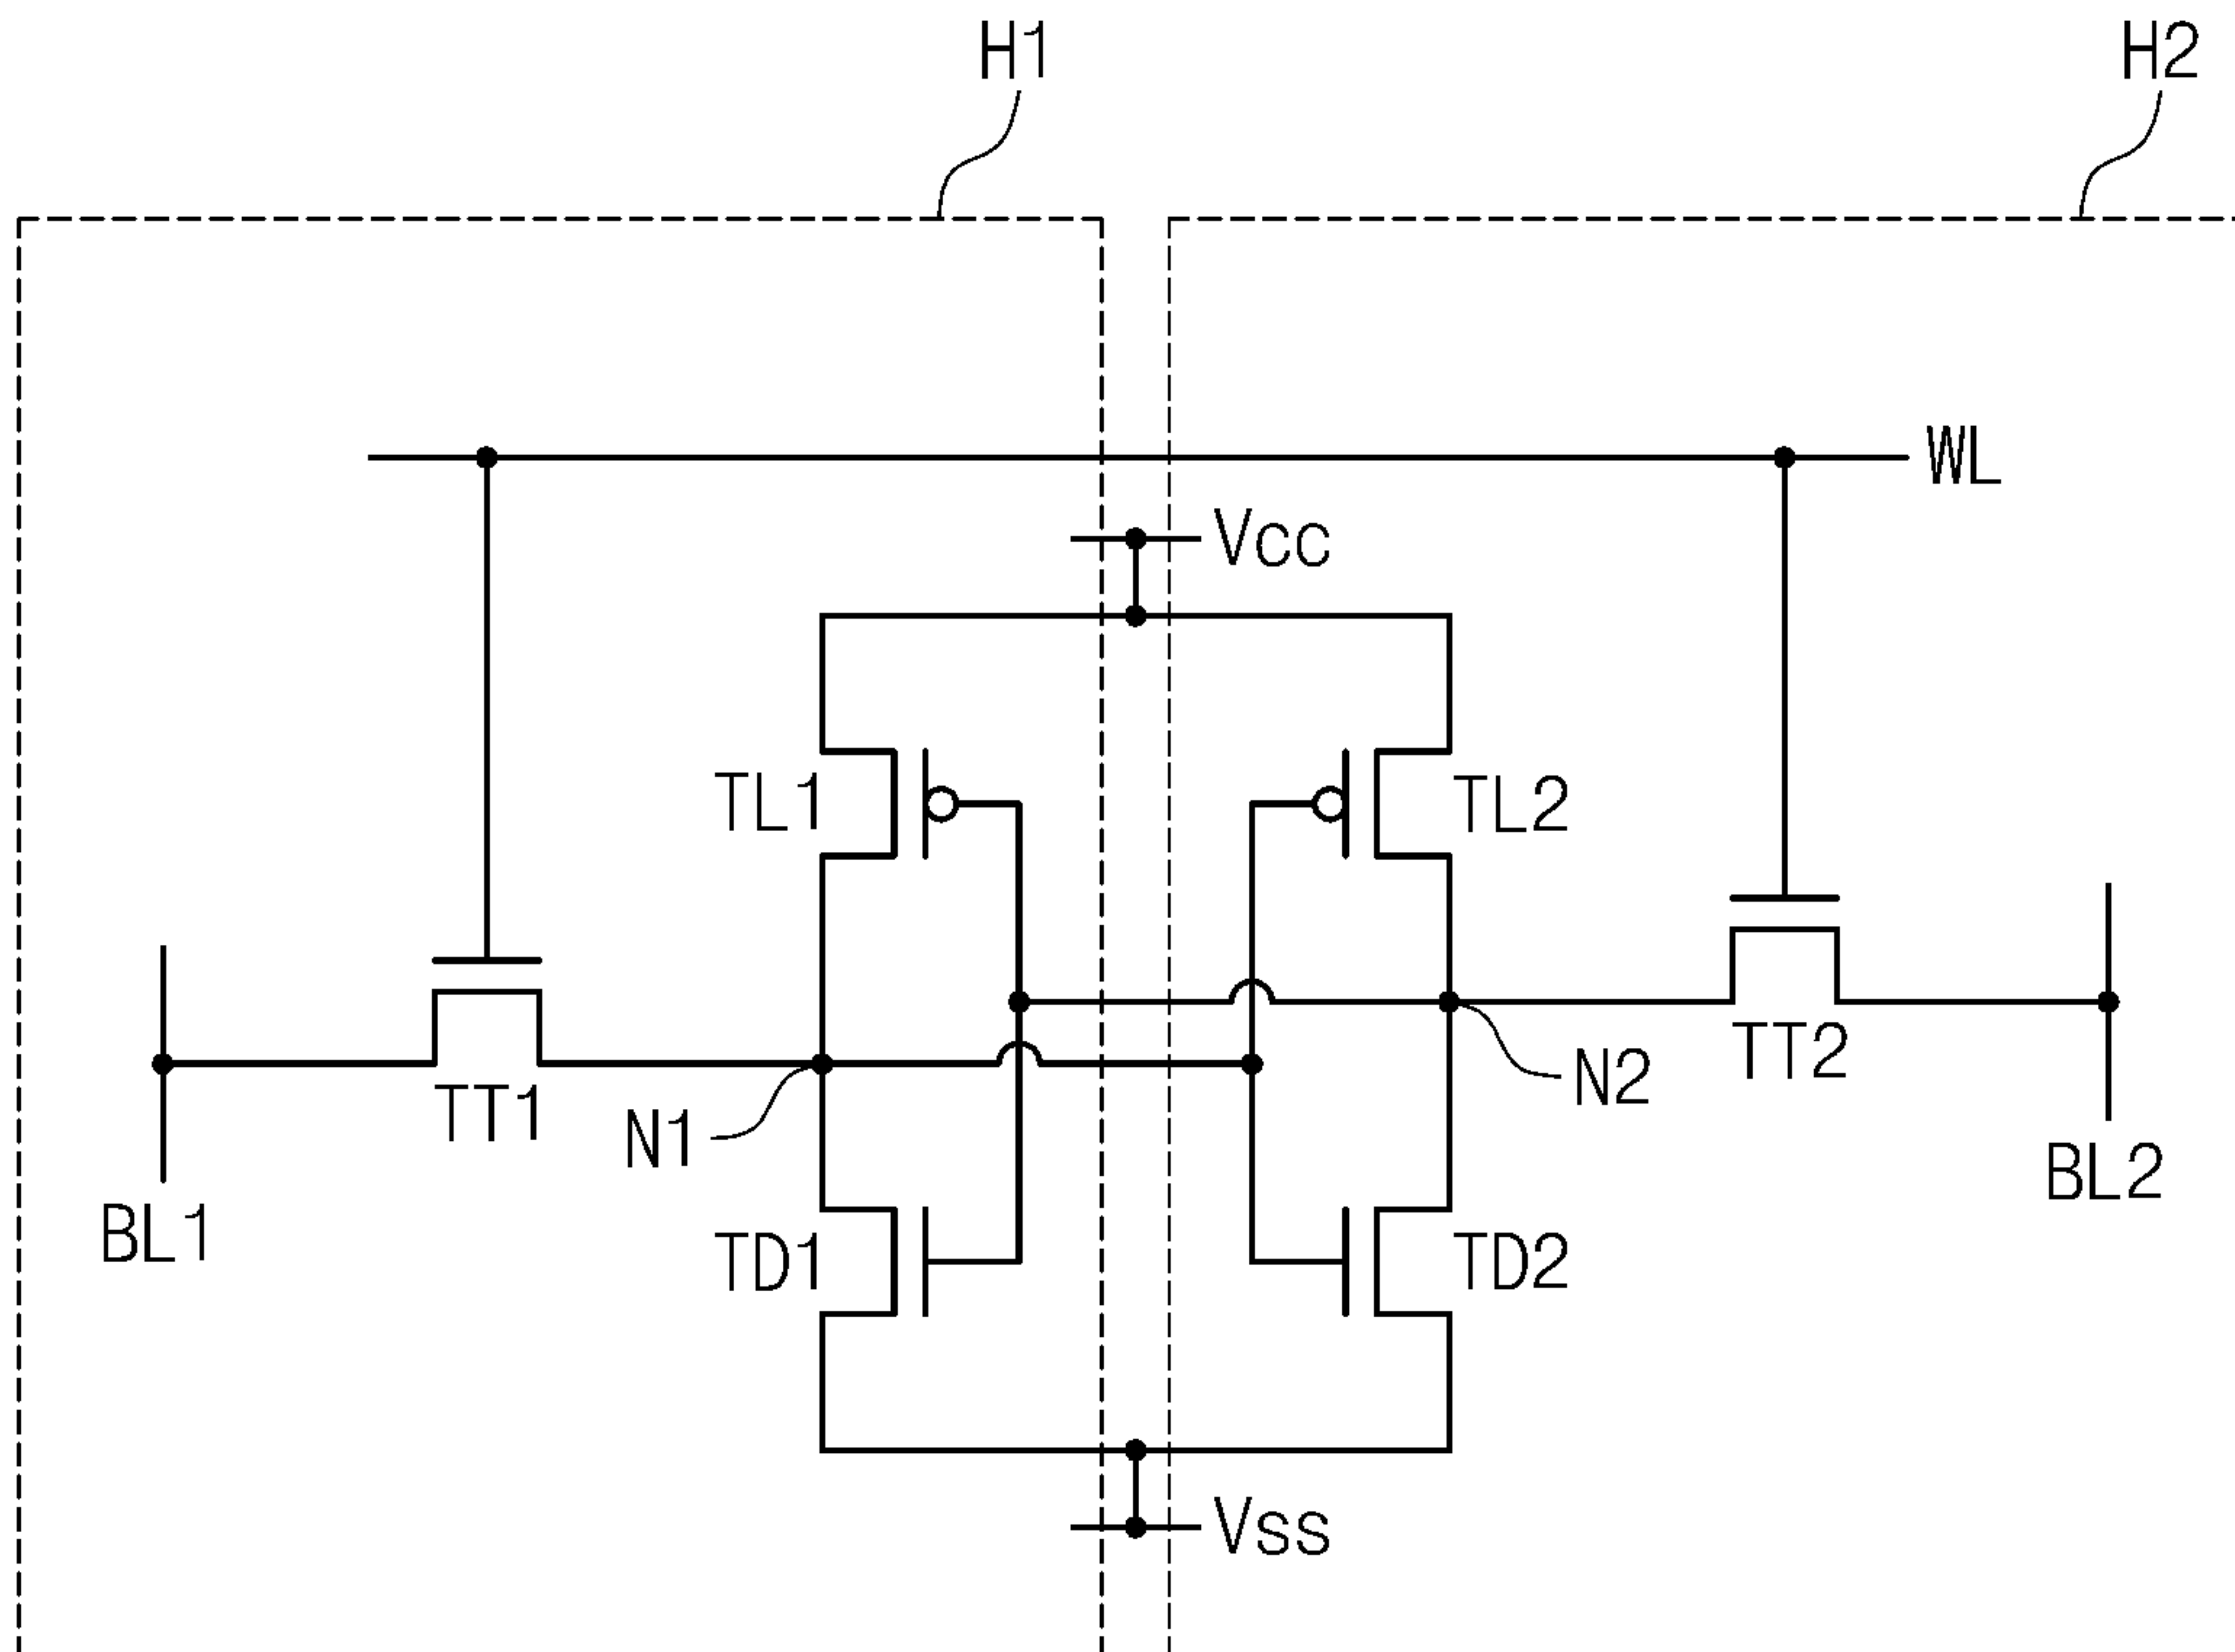 H1
H2
WL
Vcc
TL1
TL2
TT1
N1
N2
TT2
BL1
BL2
TD1
TD2
Vss